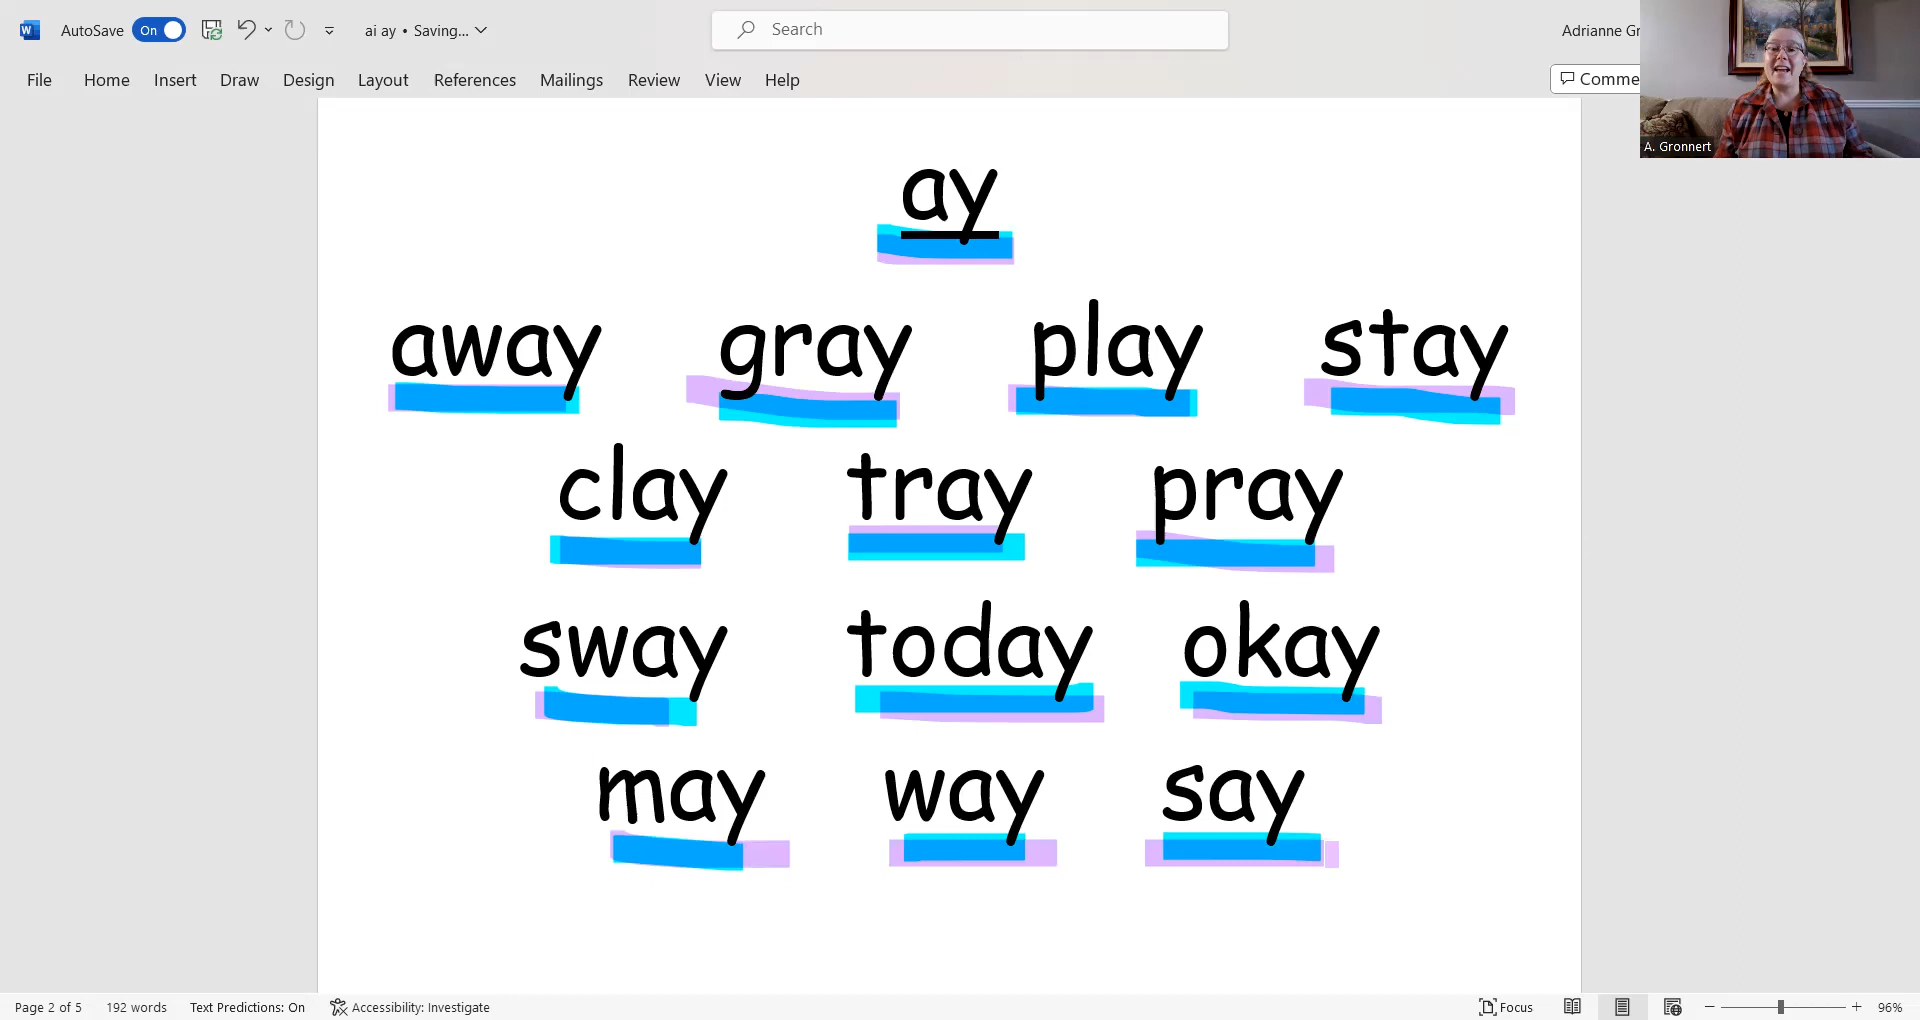 AutoSave On ai ay • Saving... Search Adrianne Gr
File Home Insert Draw Design Layout References Mailings Review View Help Comme
A. Gronnert
ay
away gray play stay
clay tray pray
sway today okay
may way say
Page 2 of 5 192 words Text Predictions: On Accessibility: Investigate Focus 96%